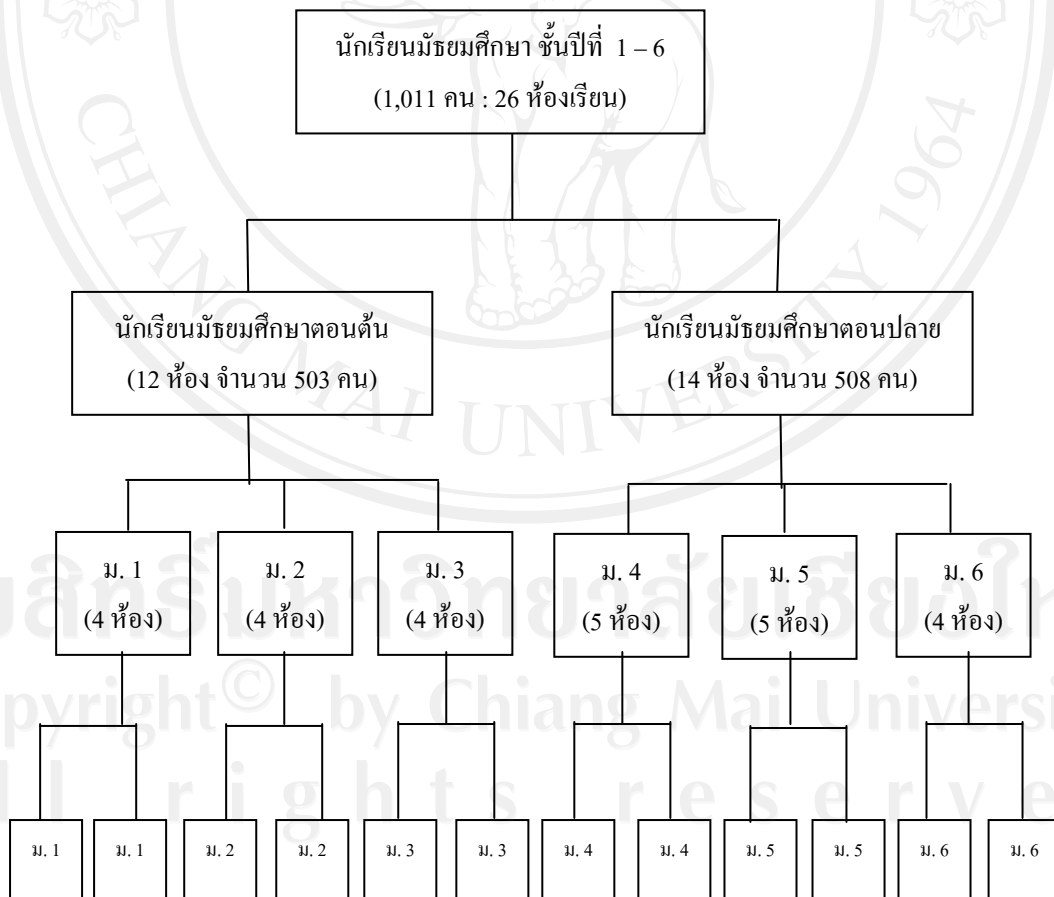 นักเรียนมัธยมศึกษา ชั้นปีที่ 1 – 6
(1,011 คน : 26 ห้องเรียน)
นักเรียนมัธยมศึกษาตอนต้น
(12 ห้อง จำนวน 503 คน)
นักเรียนมัธยมศึกษาตอนปลาย
(14 ห้อง จำนวน 508 คน)
ม. 1
(4 ห้อง)
ม. 2
(4 ห้อง)
ม. 3
(4 ห้อง)
ม. 4
(5 ห้อง)
ม. 5
(5 ห้อง)
ม. 6
(4 ห้อง)
ม. 1
ม. 1
ม. 2
ม. 2
ม. 3
ม. 3
ม. 4
ม. 4
ม. 5
ม. 5
ม. 6
ม. 6
CHIANG MAI UNIVERSITY 1964
by Chiang Mai
rights